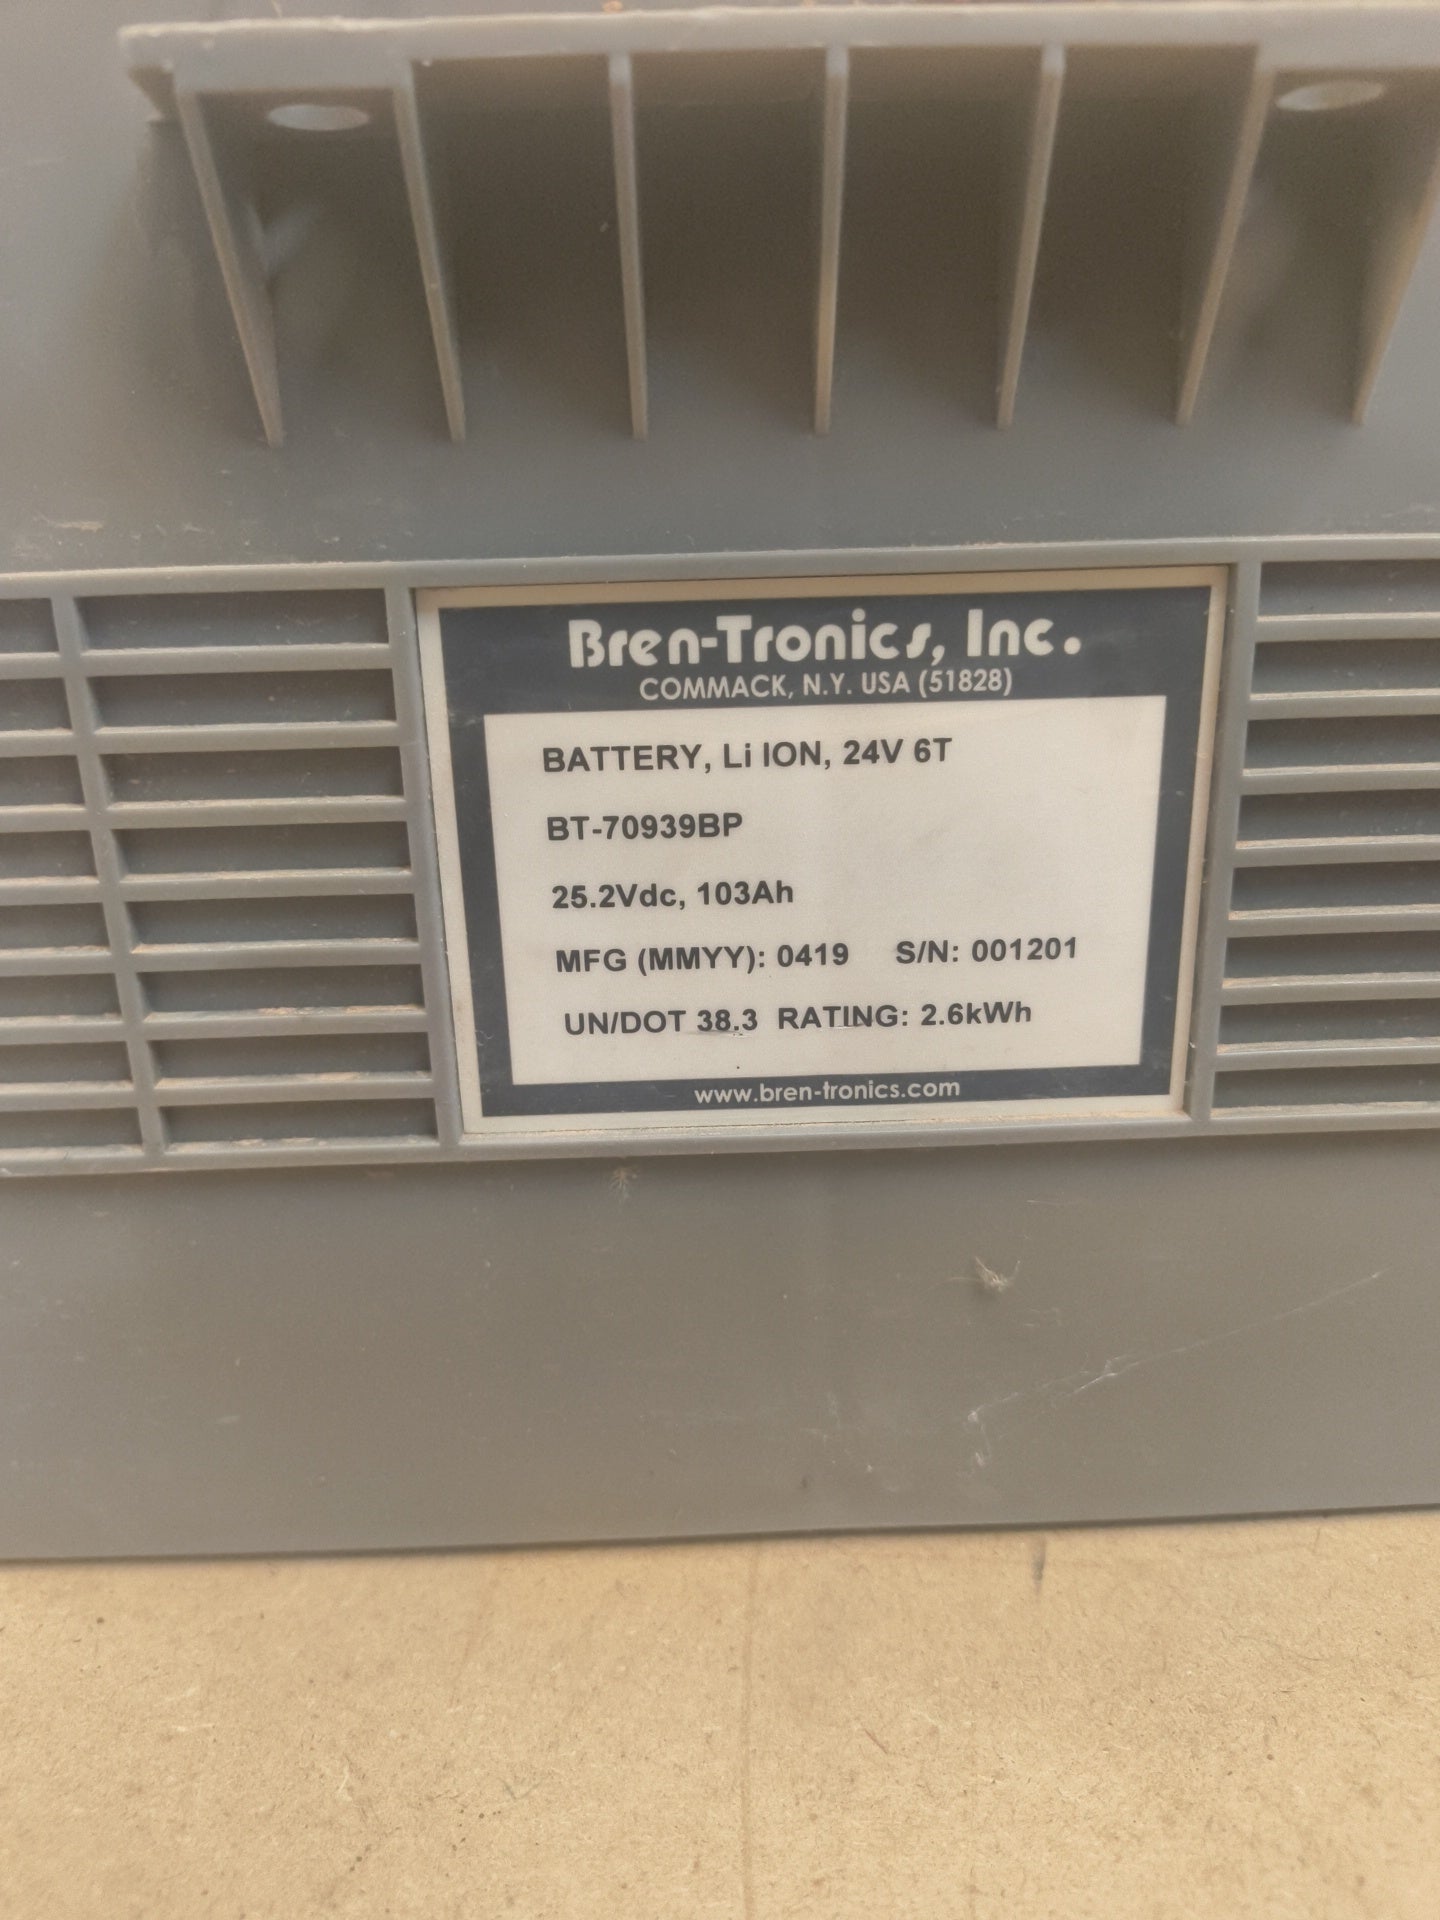 Bren-Tronics, Inc.
COMMACK, N.Y. USA (51828)
BATTERY, Li ION, 24V 6T
BT-70939BP
25.2Vdc, 103Ah
MFG (MMYY): 0419 S/N: 001201
UN/DOT 38.3 RATING: 2.6kWh
www.bren-tronics.com